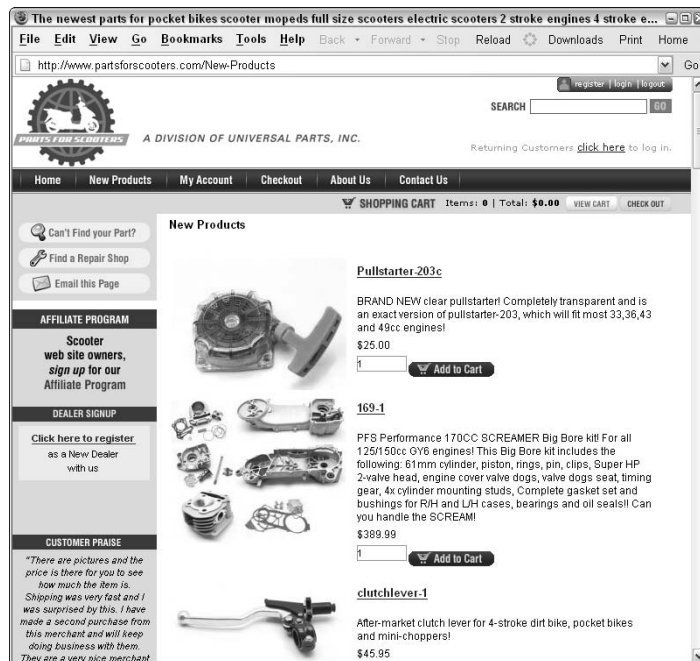 The newest parts for pocket bikes scooter mopeds full size scooters electric scooters 2 stroke engines 4 stroke e...
File Edit View Go Bookmarks Tools Help Back Forward Stop Reload Downloads Print Home
http://www.partsforscooters.com/New-Products Go
register | login | logout
SEARCH GO
PARTS FOR SCOOTERS A DIVISION OF UNIVERSAL PARTS, INC.
Returning Customers click here to log in.
Home New Products My Account Checkout About Us Contact Us
SHOPPING CART Items: 0 | Total: $0.00 VIEW CART CHECK OUT
Can't Find your Part?
Find a Repair Shop
Email this Page
AFFILIATE PROGRAM
Scooter
web site owners,
sign up for our
Affiliate Program
DEALER SIGNUP
Click here to register
as a New Dealer
with us
CUSTOMER PRAISE
"There are pictures and the
price is there for you to see
how much the item is.
Shipping was very fast and I
was surprised by this. I have
made a second purchase from
this merchant and will keep
doing business with them.
They are a very nice merchant
New Products
Pullstarter-203c
BRAND NEW clear pullstarter! Completely transparent and is
an exact version of pullstarter-203, which will fit most 33,36,43
and 49cc engines!
$25.00
1 Add to Cart
169-1
PFS Performance 170CC SCREAMER Big Bore kit! For all
125/150cc GY6 engines! This Big Bore kit includes the
following: 61mm cylinder, piston, rings, pin, clips, Super HP
2-valve head, engine cover valve dogs, valve dogs seat, timing
gear, 4x cylinder mounting studs, Complete gasket set and
bushings for R/H and L/H cases, bearings and oil seals!! Can
you handle the SCREAM!
$389.99
1 Add to Cart
clutchlever-1
After-market clutch lever for 4-stroke dirt bike, pocket bikes
and mini-choppers!
$45.95